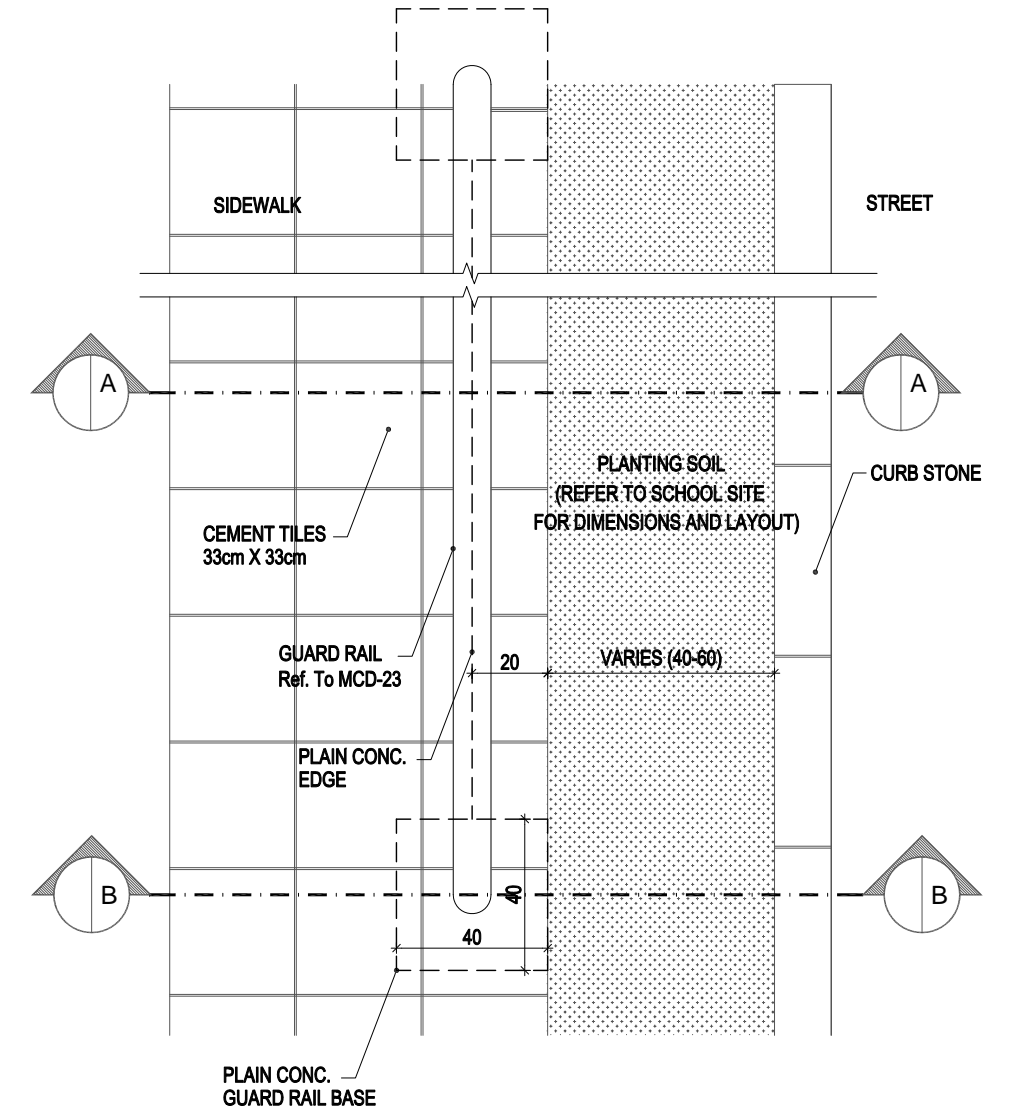 SIDEWALK
STREET
A
A
PLANTING SOIL
(REFER TO SCHOOL SITE
FOR DIMENSIONS AND LAYOUT)
CURB STONE
CEMENT TILES
33cm X 33cm
GUARD RAIL
Ref. To MCD-23
20
VARIES (40-60)
PLAIN CONC.
EDGE
B
40
B
40
PLAIN CONC.
GUARD RAIL BASE